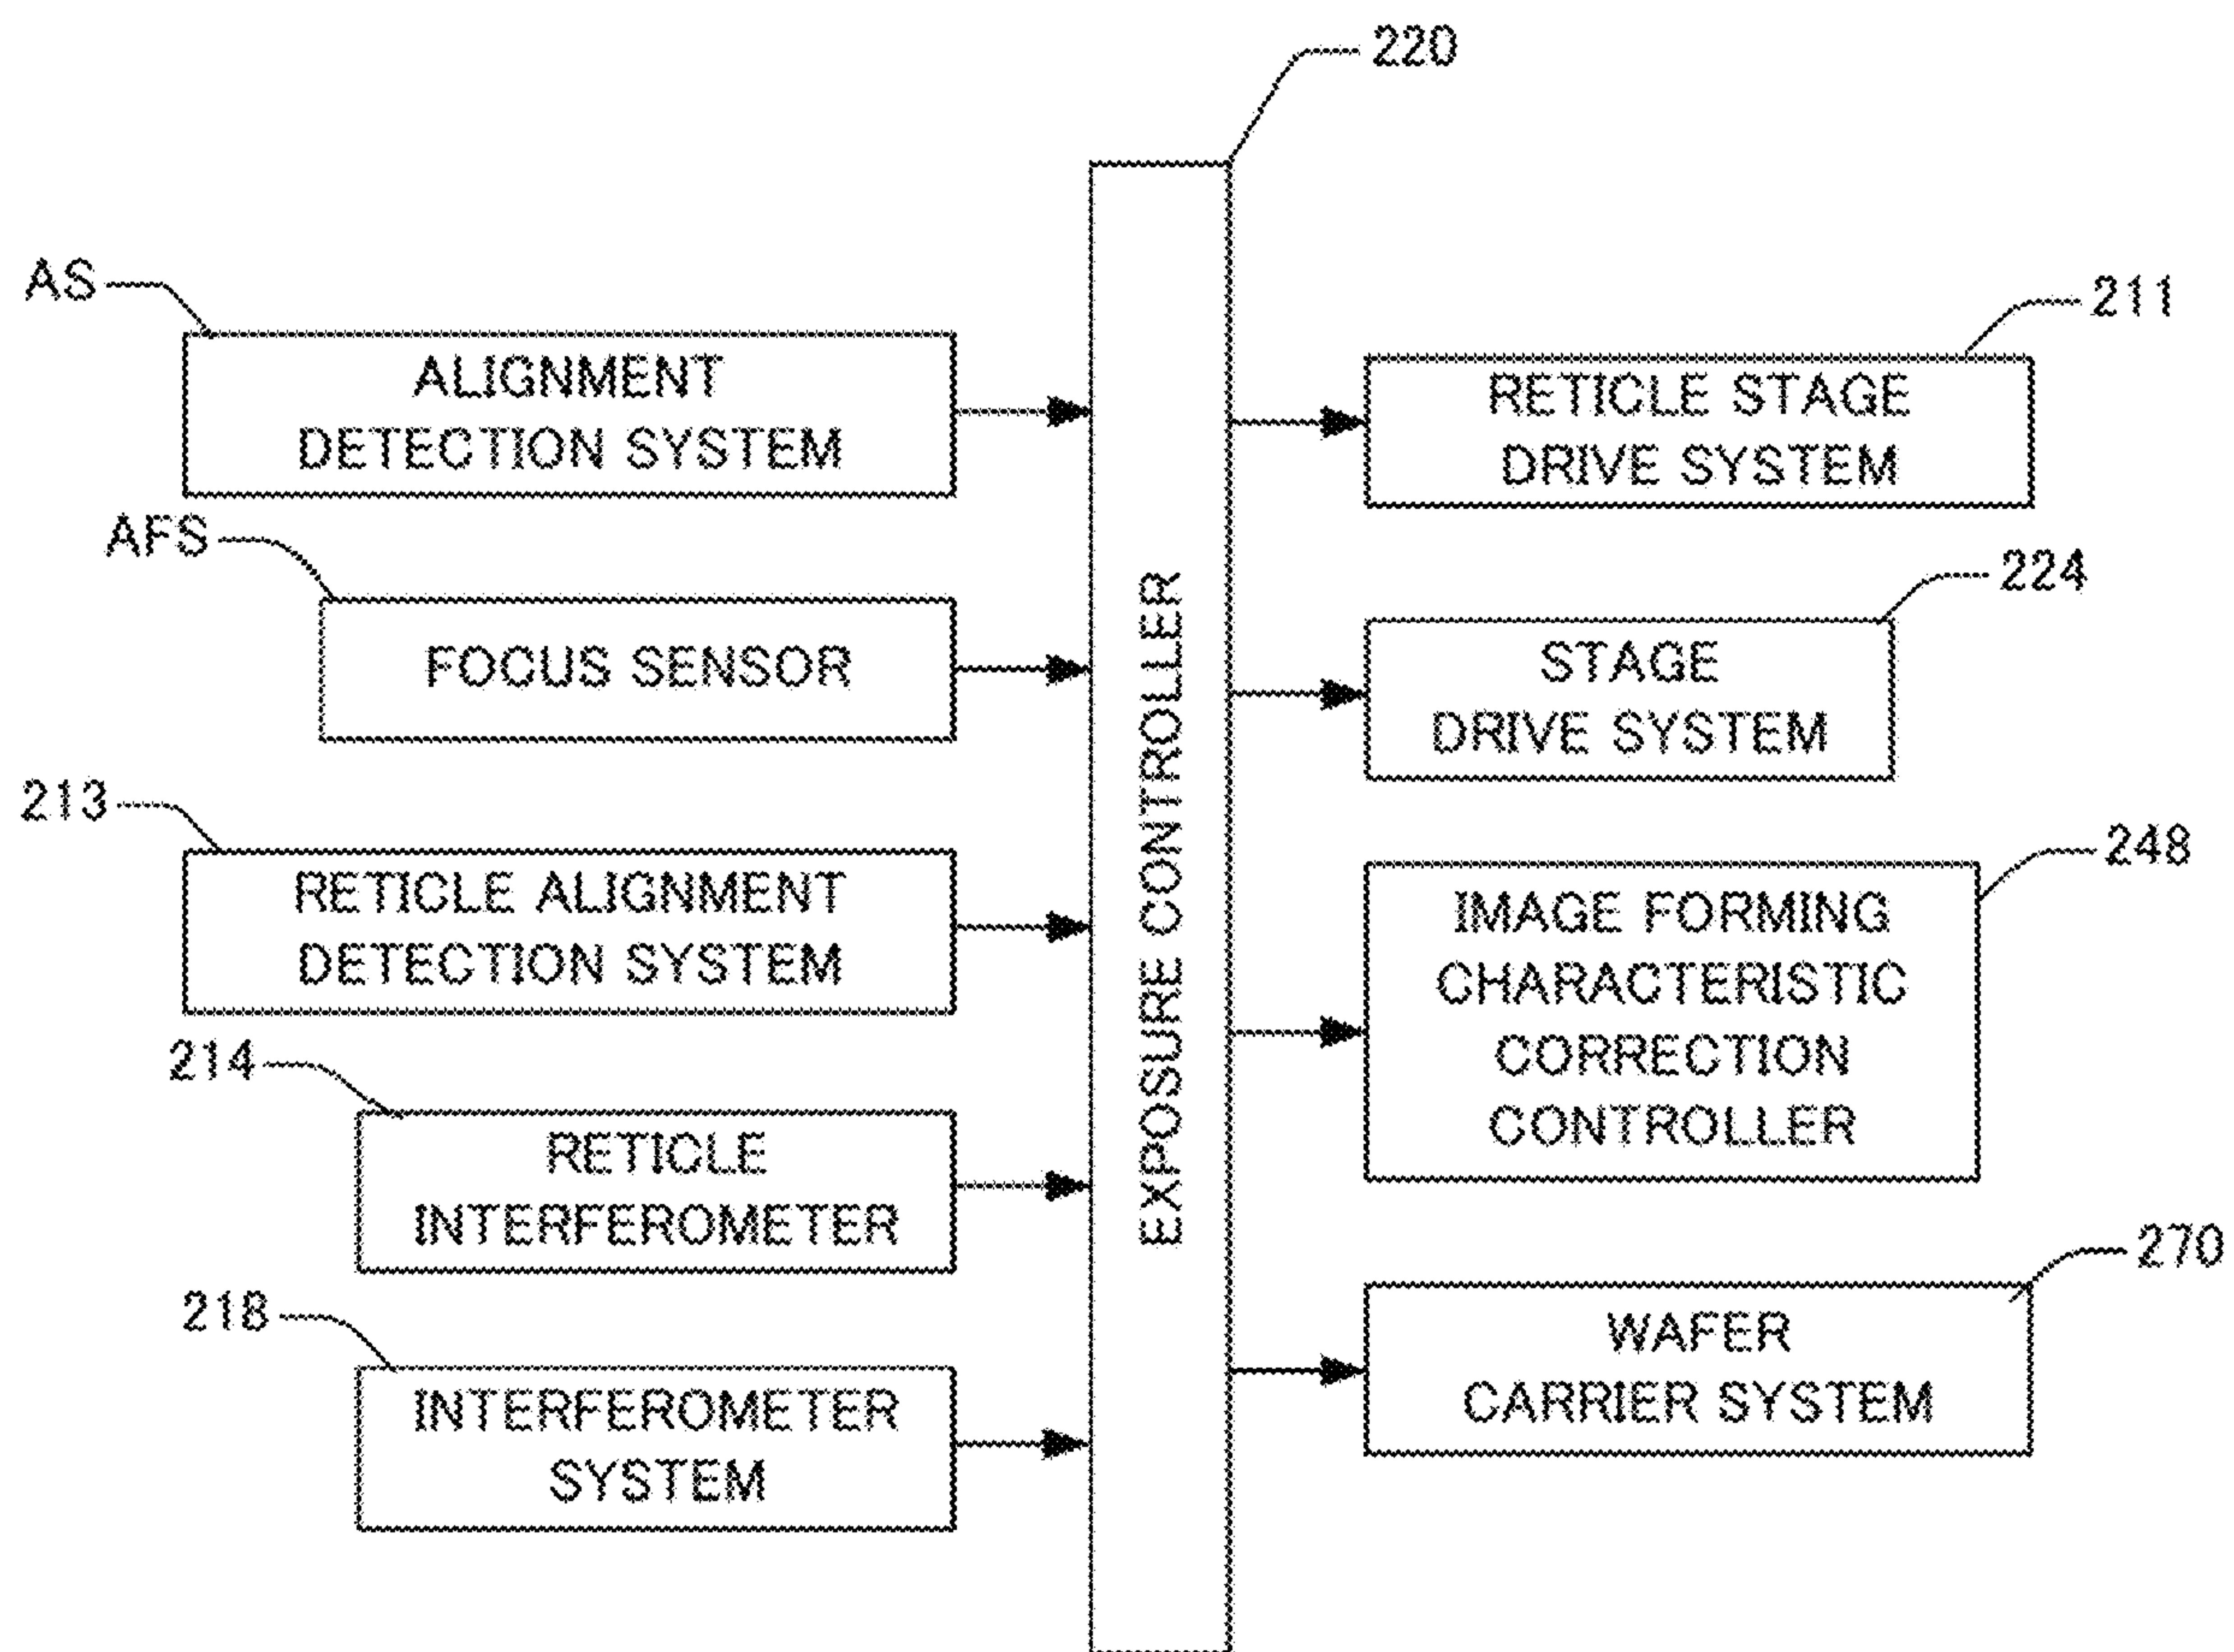 220
AS
ALIGNMENT
DETECTION SYSTEM
AFS
FOCUS SENSOR
213
RETICLE ALIGNMENT
DETECTION SYSTEM
214
RETICLE
INTERFEROMETER
218
INTERFEROMETER
SYSTEM
EXPOSURE CONTROLLER
211
RETICLE STAGE
DRIVE SYSTEM
224
STAGE
DRIVE SYSTEM
248
IMAGE FORMING
CHARACTERISTIC
CORRECTION
CONTROLLER
270
WAFER
CARRIER SYSTEM